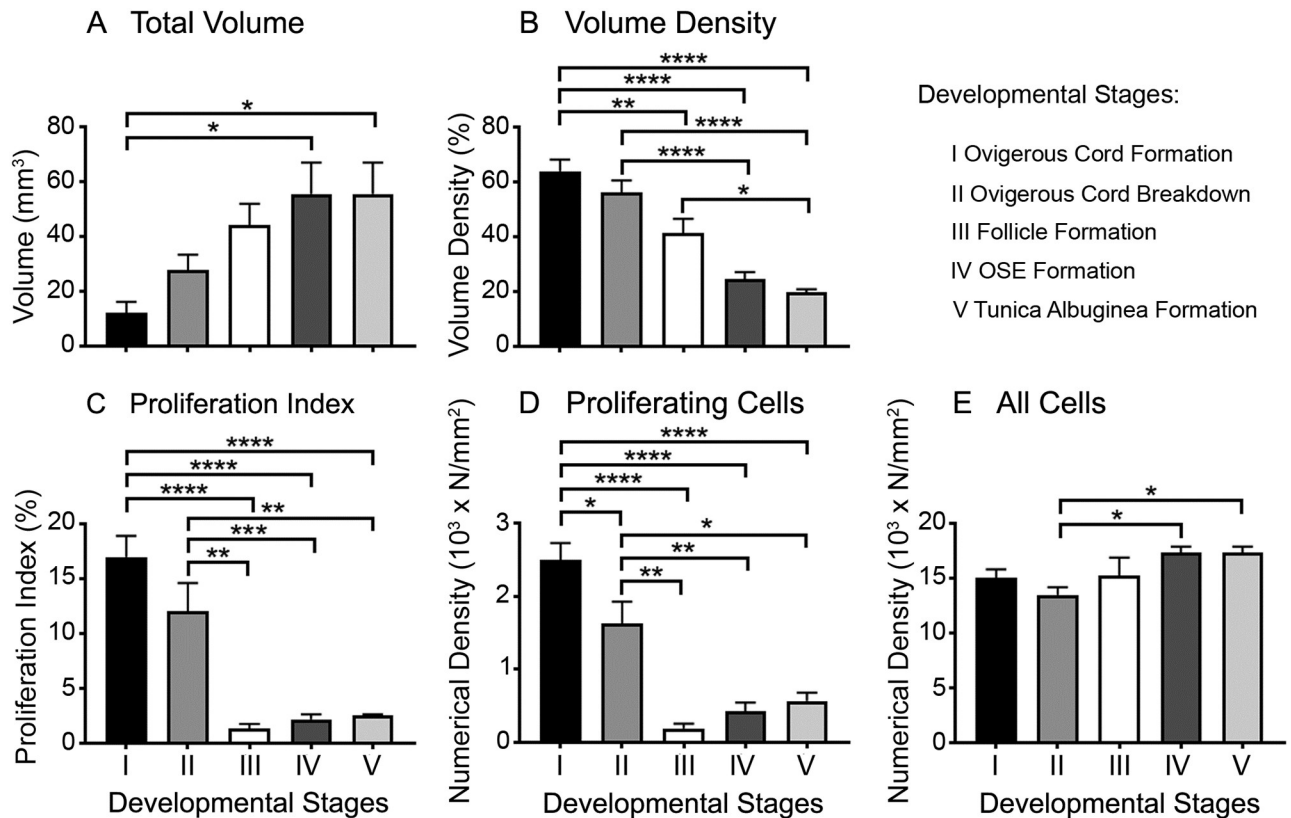 A Total Volume
*
*
Volume (mm³)
80
60
40
20
0
B Volume Density
****
****
**
****
****
*
Volume Density (%)
80
60
40
20
0
Developmental Stages:
I Ovigerous Cord Formation
II Ovigerous Cord Breakdown
III Follicle Formation
IV OSE Formation
V Tunica Albuginea Formation
C Proliferation Index
****
****
****
**
***
**
Proliferation Index (%)
20
15
10
5
0
I II III IV V
Developmental Stages
D Proliferating Cells
****
****
****
*
*
**
**
Numerical Density (10³ x N/mm²)
3
2
1
0
I II III IV V
Developmental Stages
E All Cells
*
*
Numerical Density (10³ x N/mm²)
20
15
10
5
0
I II III IV V
Developmental Stages